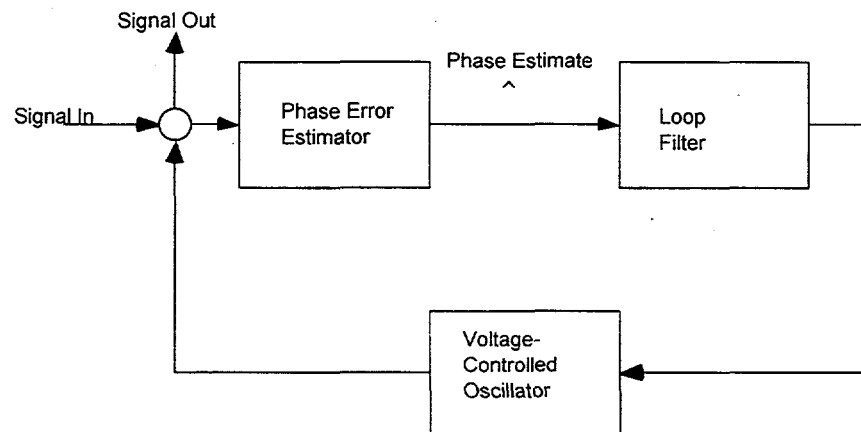 Signal Out
Signal In
Phase Error
Estimator
Phase Estimate
^
Loop
Filter
Voltage-
Controlled
Oscillator